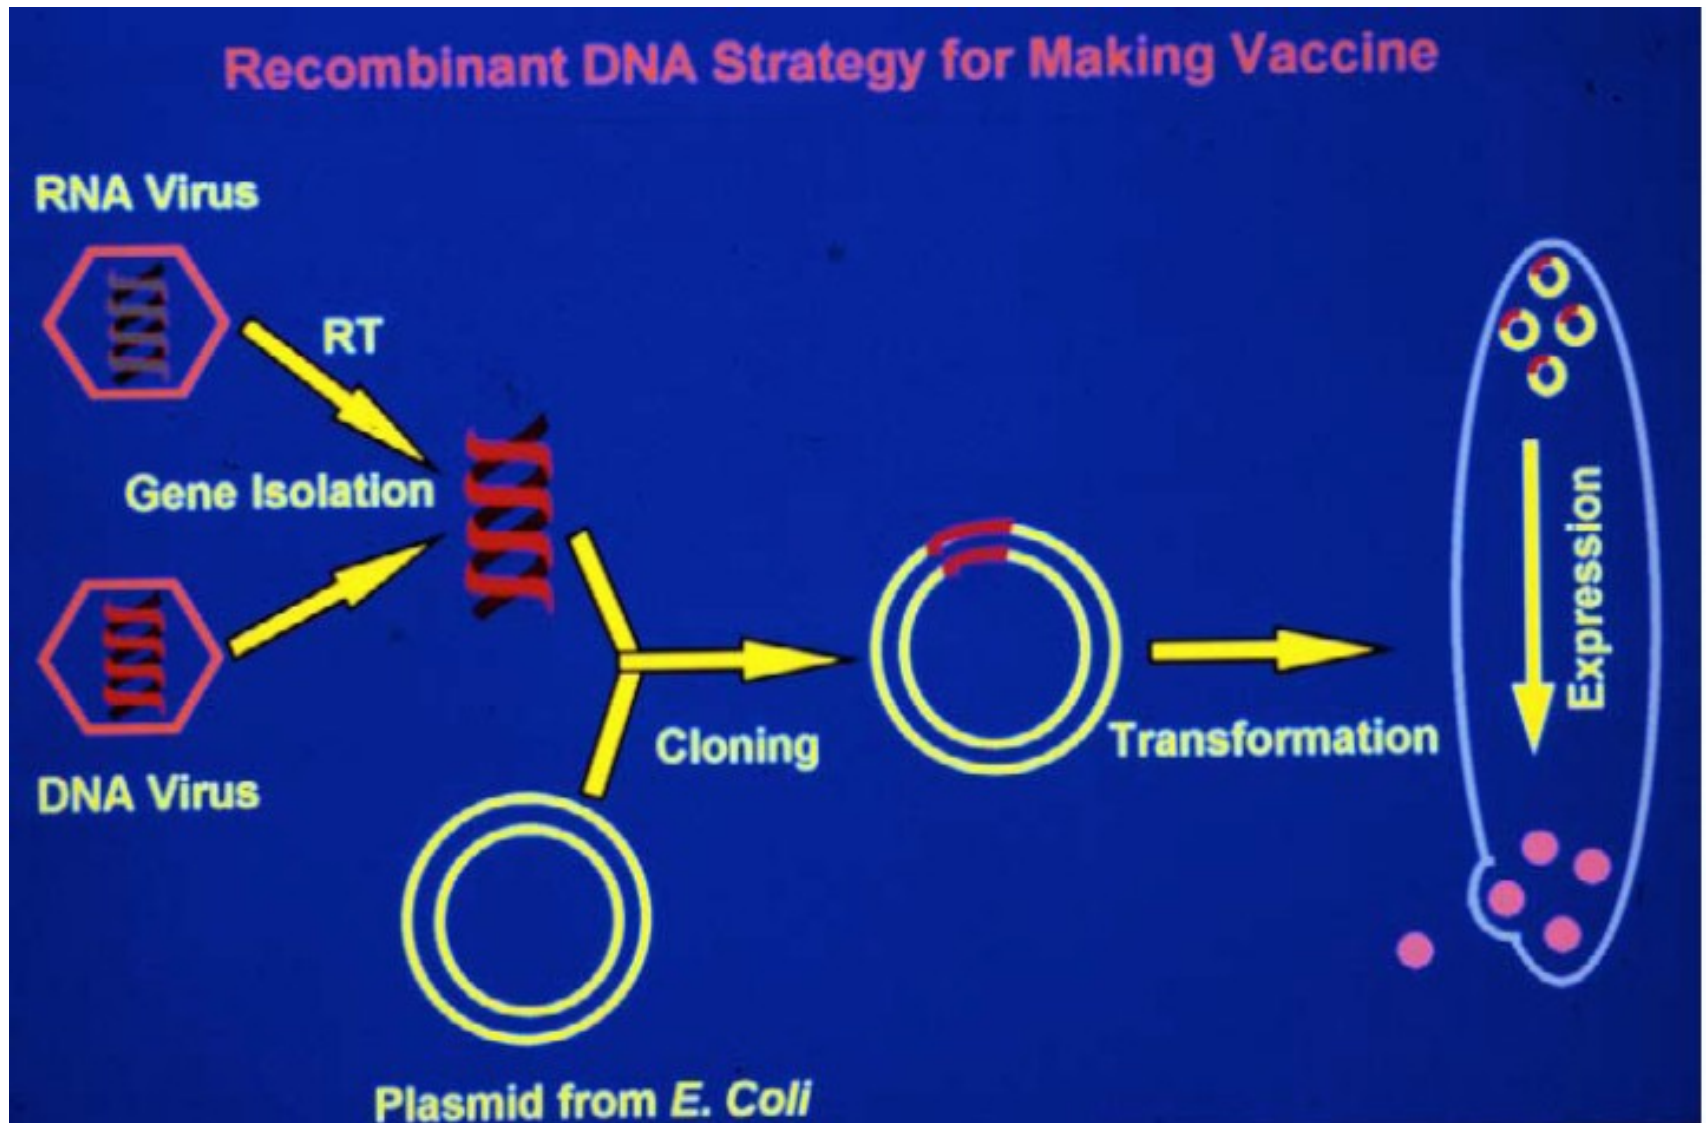 Recombinant DNA Strategy for Making Vaccine
RNA Virus
RT
Gene Isolation
DNA Virus
Cloning
Transformation
Expression
Plasmid from E. Coli